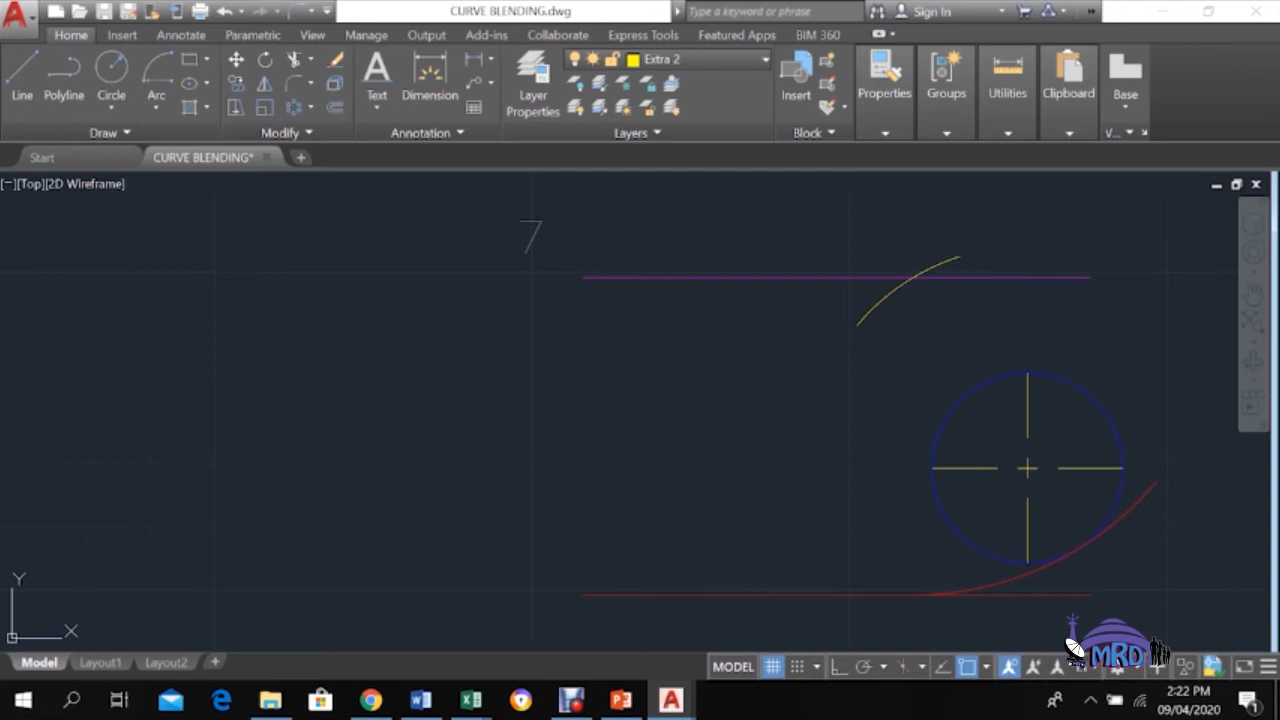 CURVE BLENDING.dwg
Type a keyword or phrase
Sign In
Home Insert Annotate Parametric View Manage Output Add-ins Collaborate Express Tools Featured Apps BIM 360
Line Polyline Circle Arc
Text Dimension
Layer Properties
Extra 2
Insert
Properties Groups Utilities Clipboard Base
Draw Modify Annotation Layers Block V...
Start CURVE BLENDING*
[−][Top][2D Wireframe]
7
Y
X
MRD
Model Layout1 Layout2
MODEL
2:22 PM
09/04/2020